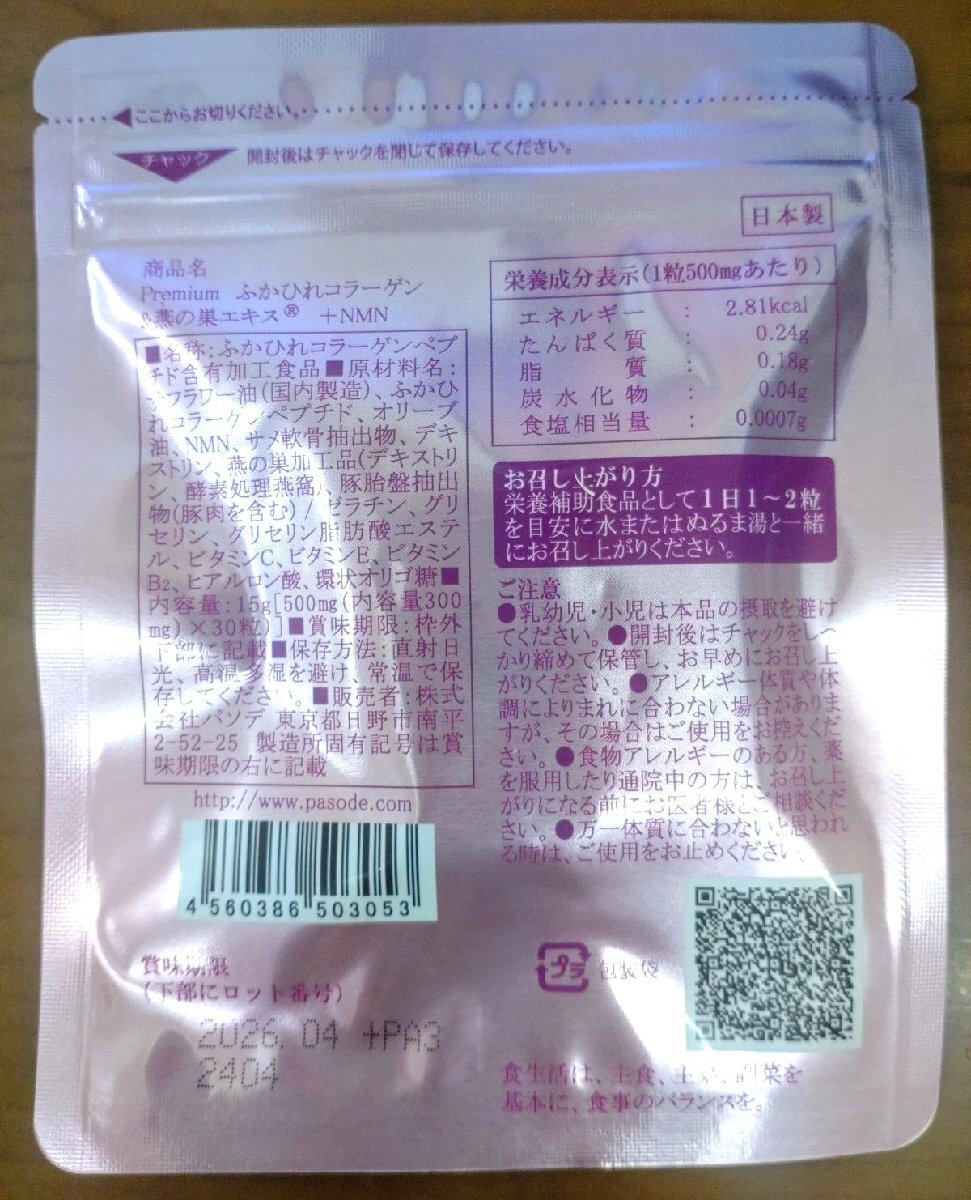 ここからお切りください。
チャック
開封後はチャックを閉じて保存してください。
日本製
商品名
Premium ふかひれコラーゲン
&燕の巣エキス® +NMN
■名称:ふかひれコラーゲンペプ
チド含有加工食品■原材料名:
フラワー油(国内製造)、ふかひ
れコラーゲンペプチド、オリーブ
油、NMN、サメ軟骨抽出物、デキ
ストリン、燕の巣加工品(デキストリ
ン、酵素処理燕窩)、豚胎盤抽出
物(豚肉を含む)/ゼラチン、グリ
セリン、グリセリン脂肪酸エステ
ル、ビタミンC、ビタミンE、ビタミン
B2、ヒアルロン酸、環状オリゴ糖■
内容量:15g[500mg(内容量300
mg)×30粒)]■賞味期限:枠外
下部に記載■保存方法:直射日
光、高温多湿を避け、常温で保
存してください。■販売者:株式
会社パソデ 東京都日野市南平
2-52-25 製造所固有記号は賞
味期限の右に記載
http://www.pasode.com
4 560386 503053
賞味期限
(下部にロット番号)
2026. 04 +PA3
2404
栄養成分表示(1粒500mgあたり)
エネルギー : 2.81kcal
たんぱく質 : 0.24g
脂質 : 0.18g
炭水化物 : 0.04g
食塩相当量 : 0.0007g
お召し上がり方
栄養補助食品として1日1~2粒
を目安に水またはぬるま湯と一緒
にお召し上がりください。
ご注意
●乳幼児・小児は本品の摂取を避け
てください。●開封後はチャックをしっ
かり締めて保管し、お早めにお召し上
がりください。●アレルギー体質や体
調によりまれに合わない場合がありま
すが、その場合はご使用をお控えくだ
さい。●食物アレルギーのある方、薬
を服用したり通院中の方は、お召し上
がりになる前にお医者様とご相談くだ
さい。●万一体質に合わないと思われ
る時は、ご使用をお止めください。
プラ 包装袋
食生活は、主食、主菜、副菜を
基本に、食事のバランスを。